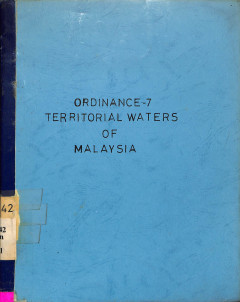 ORDINANCE-7
TERRITORIAL WATERS
OF
MALAYSIA
42